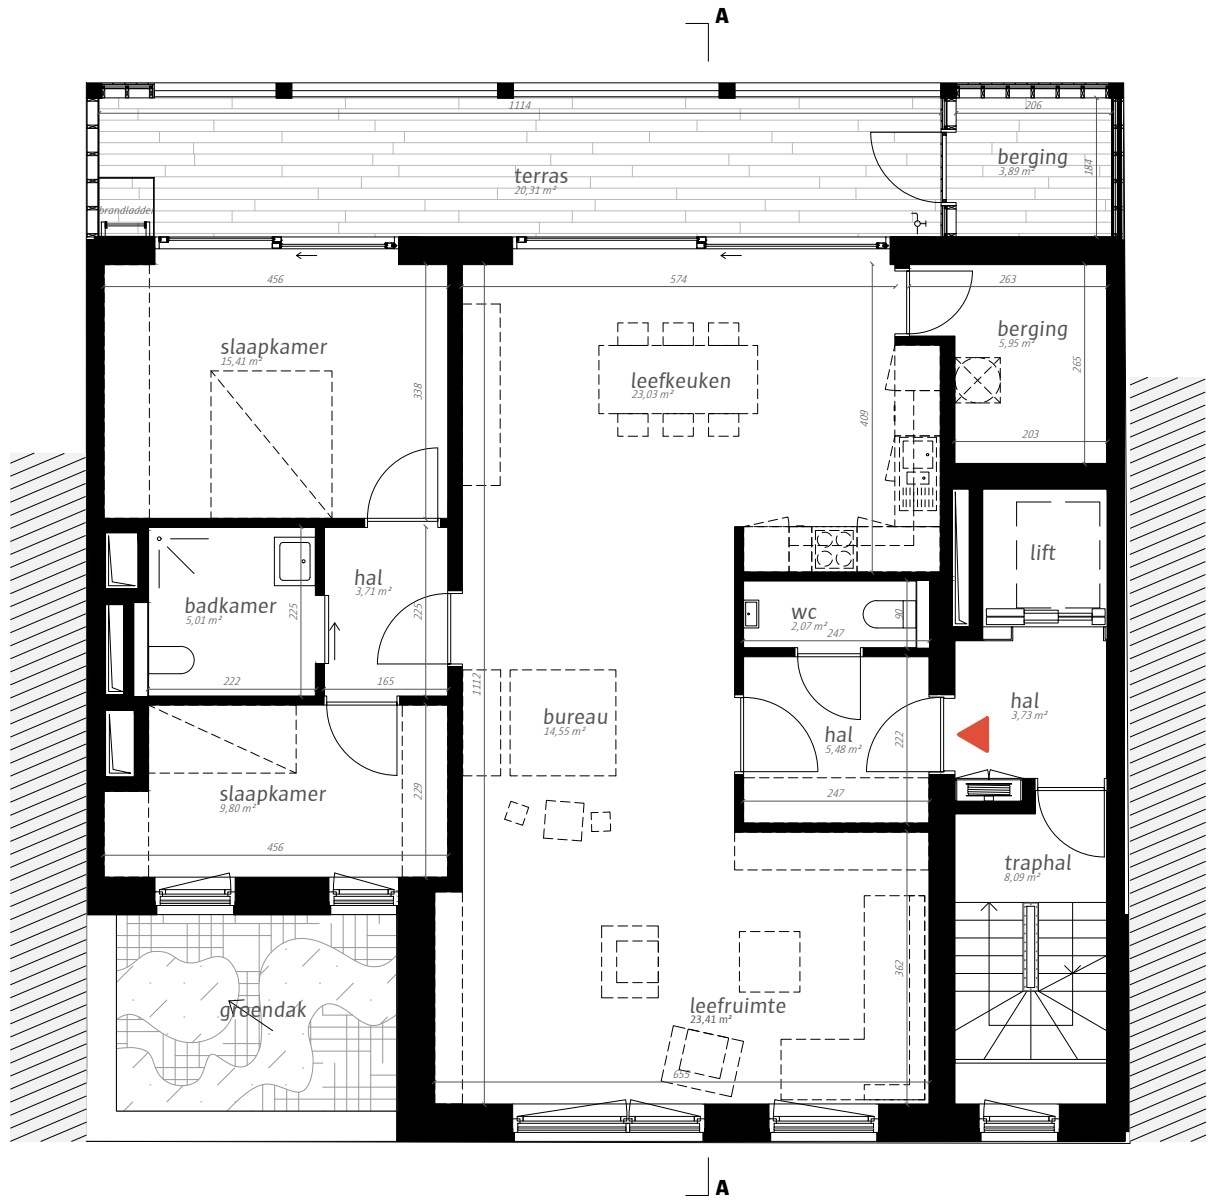 A
1114
206
berging
3,89 m²
184
terras
20,31 m²
brandladder
456
574
263
slaapkamer
15,41 m²
338
leefkeuken
23,03 m²
409
berging
5,95 m²
265
203
lift
hal
3,71 m²
badkamer
5,01 m²
225
225
wc
2,07 m²
90
247
222
165
1112
bureau
14,55 m²
hal
5,48 m²
222
hal
3,73 m²
slaapkamer
9,80 m²
229
247
456
traphal
8,09 m²
362
groendak
leefruimte
23,41 m²
655
A